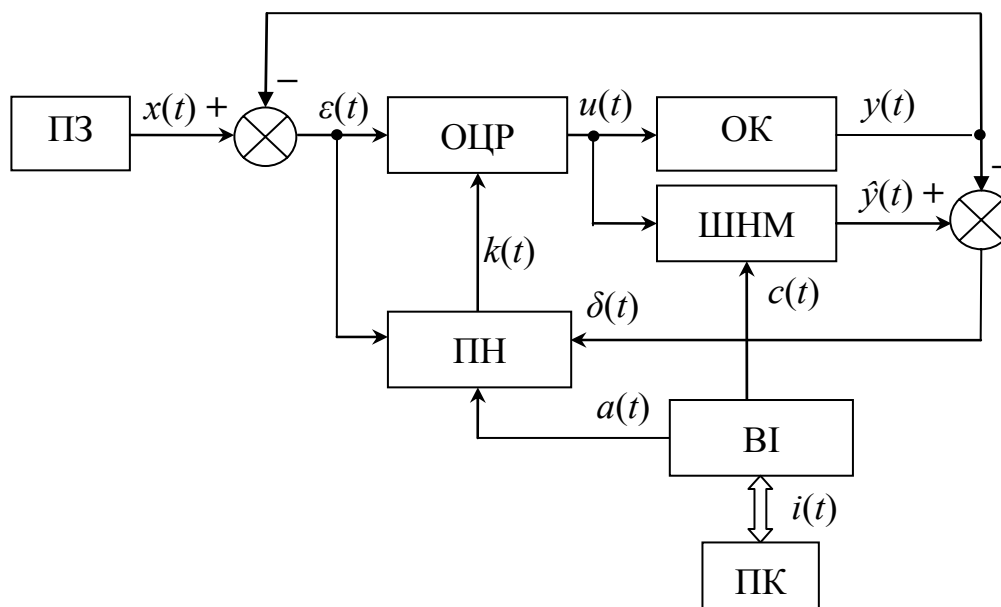 −
x(t) +
ε(t)
u(t)
y(t)
ПЗ
ОЦР
ОК
−
ШНМ
ŷ(t) +
k(t)
c(t)
δ(t)
ПН
a(t)
ВІ
i(t)
ПК